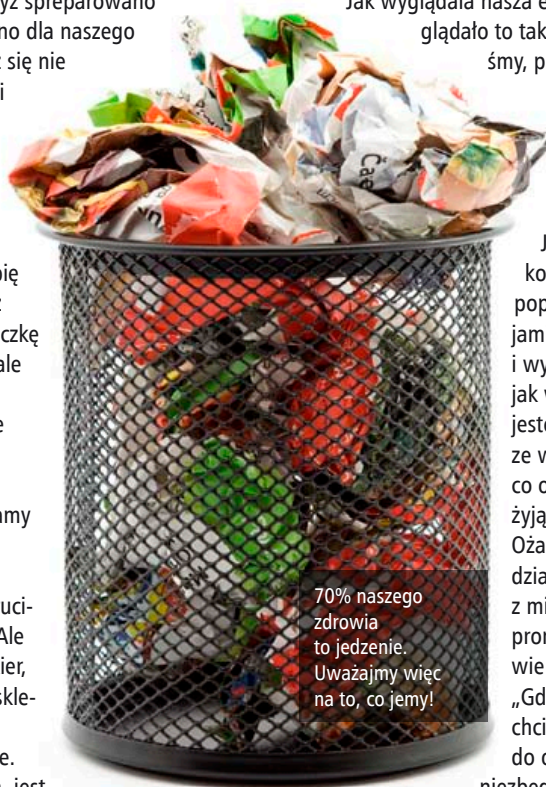 yż spreparowano
no dla naszego
się nie
i
pię
czkę
ale
e
amy
uci-
Ale
ier,
skle-
e.
jest
Jak wyglądała nasza e
glądało to tak
śmy, p
J
ko
pop
jam
i wy
jak w
jeste
ze w
co o
żyją
Oża
dzia
z mi
pron
wie
„Gd
chci
do c
niezbęd
70% naszego
zdrowia
to jedzenie.
Uważajmy więc
na to, co jemy!